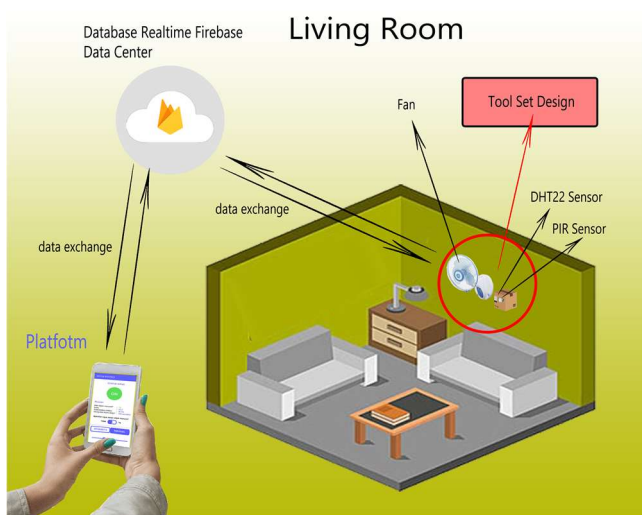 Living Room
Database Realtime Firebase
Data Center
Fan
Tool Set Design
DHT22 Sensor
PIR Sensor
data exchange
data exchange
Platfotm